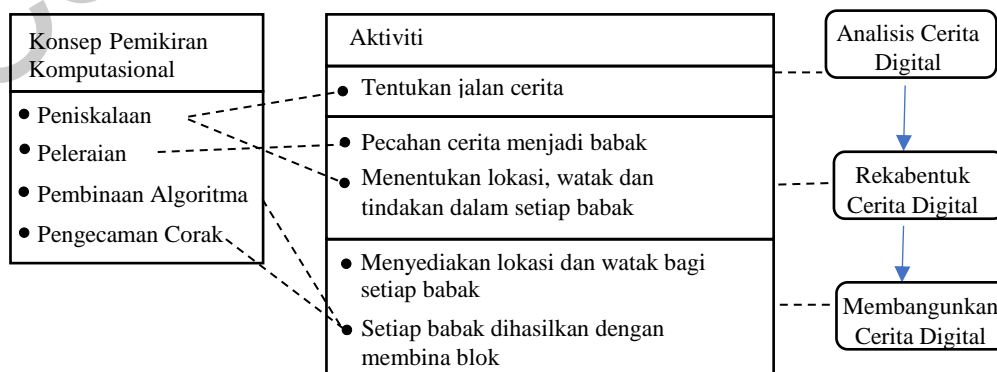 Konsep Pemikiran
Komputasional
Peniskalaan
Peleraian
Pembinaan Algoritma
Pengecaman Corak
Aktiviti
Tentukan jalan cerita
Pecahan cerita menjadi babak
Menentukan lokasi, watak dan
tindakan dalam setiap babak
Menyediakan lokasi dan watak bagi
setiap babak
Setiap babak dihasilkan dengan
membina blok
Analisis Cerita
Digital
Rekabentuk
Cerita Digital
Membangunkan
Cerita Digital